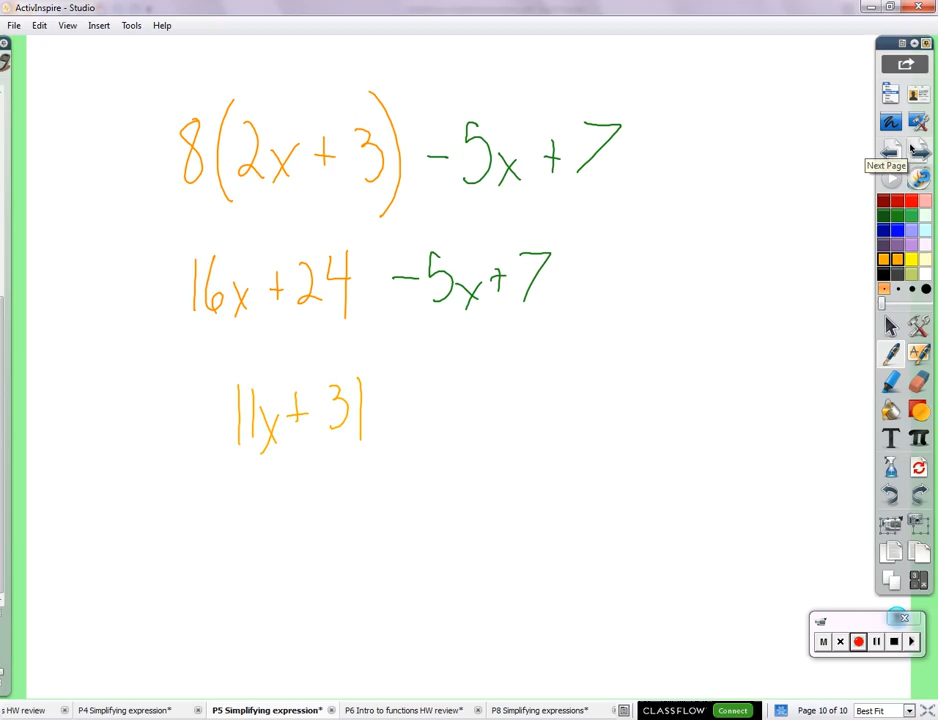 ActivInspire - Studio
File Edit View Insert Tools Help
8(2x + 3) -5x + 7
Next Page
16x + 24 -5x + 7
11x + 31
M
s HW review P4 Simplifying expression* P5 Simplifying expression* P6 Intro to functions HW review* P8 Simplifying expressions* CLASSFLOW Connect Page 10 of 10 Best Fit